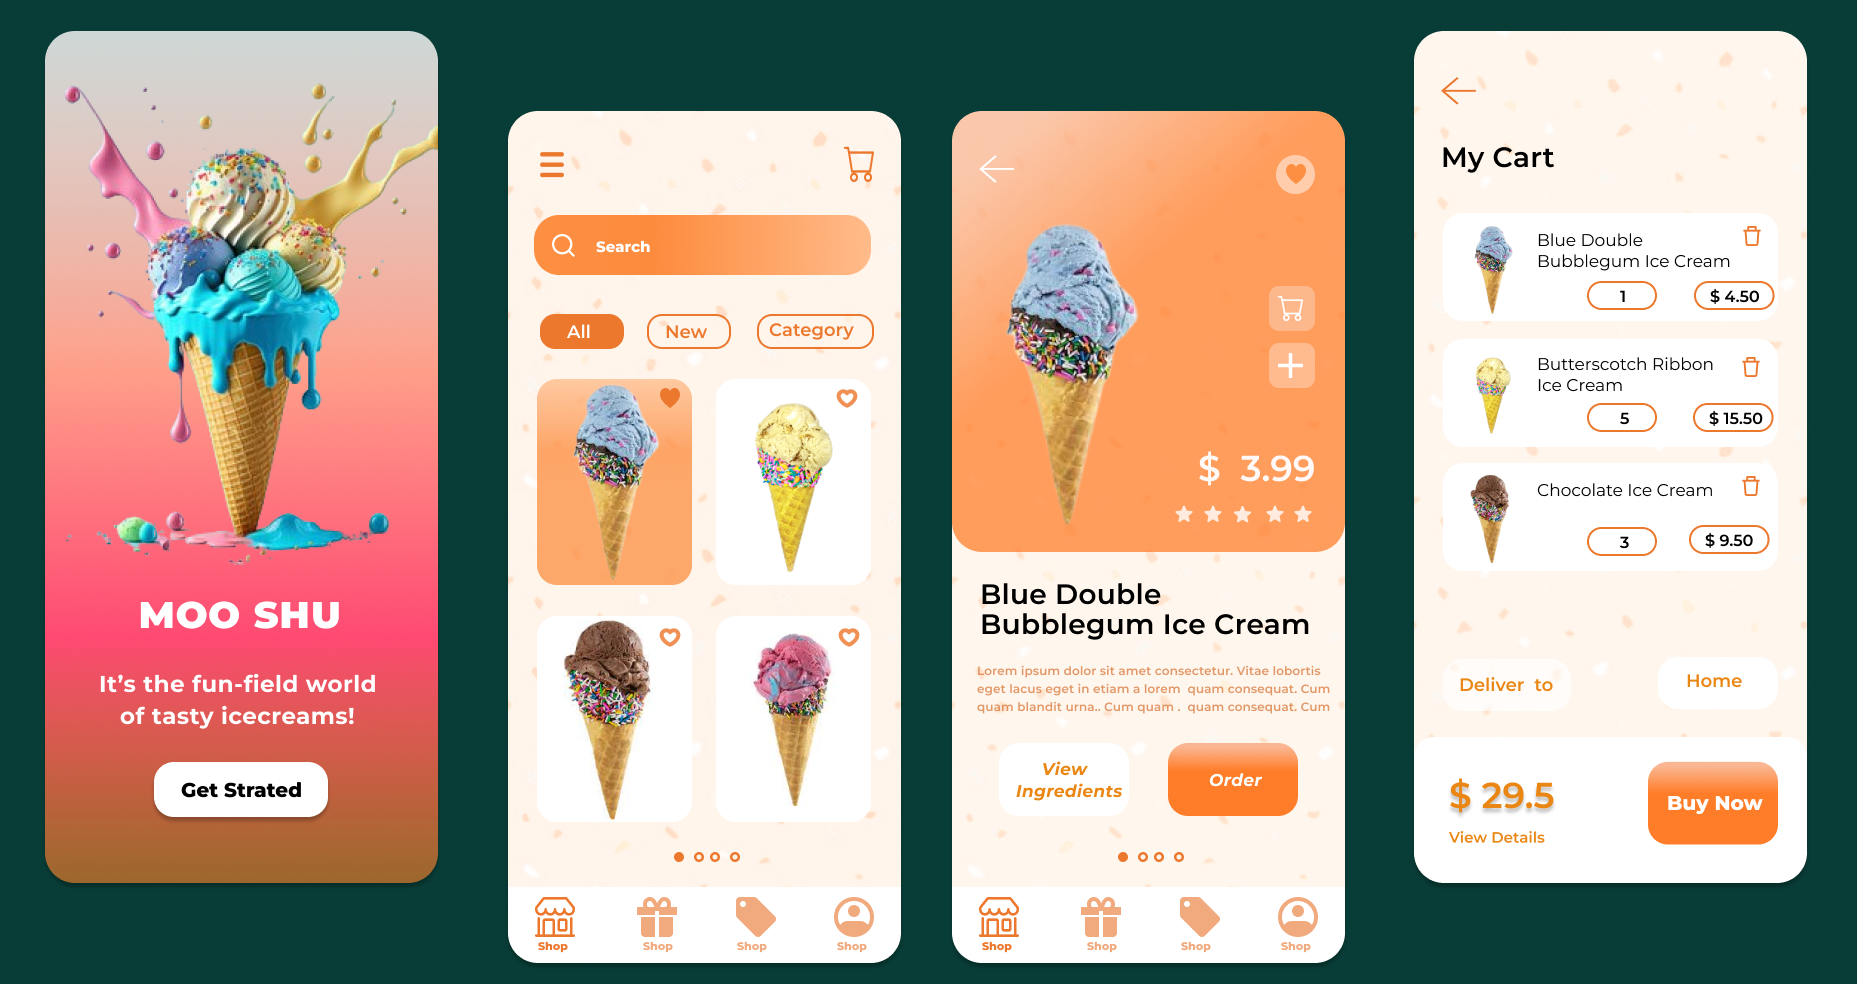 MOO SHU
It's the fun-field world
of tasty icecreams!
Get Strated
Search
All
New
Category
Shop
Shop
Shop
Shop
$ 3.99
Blue Double
Bubblegum Ice Cream
Lorem ipsum dolor sit amet consectetur. Vitae lobortis
eget lacus eget in etiam a lorem quam consequat. Cum
quam blandit urna.. Cum quam . quam consequat. Cum
View
Ingredients
Order
Shop
Shop
Shop
Shop
My Cart
Blue Double
Bubblegum Ice Cream
1
$ 4.50
Butterscotch Ribbon
Ice Cream
5
$ 15.50
Chocolate Ice Cream
3
$ 9.50
Deliver to
Home
$ 29.5
View Details
Buy Now